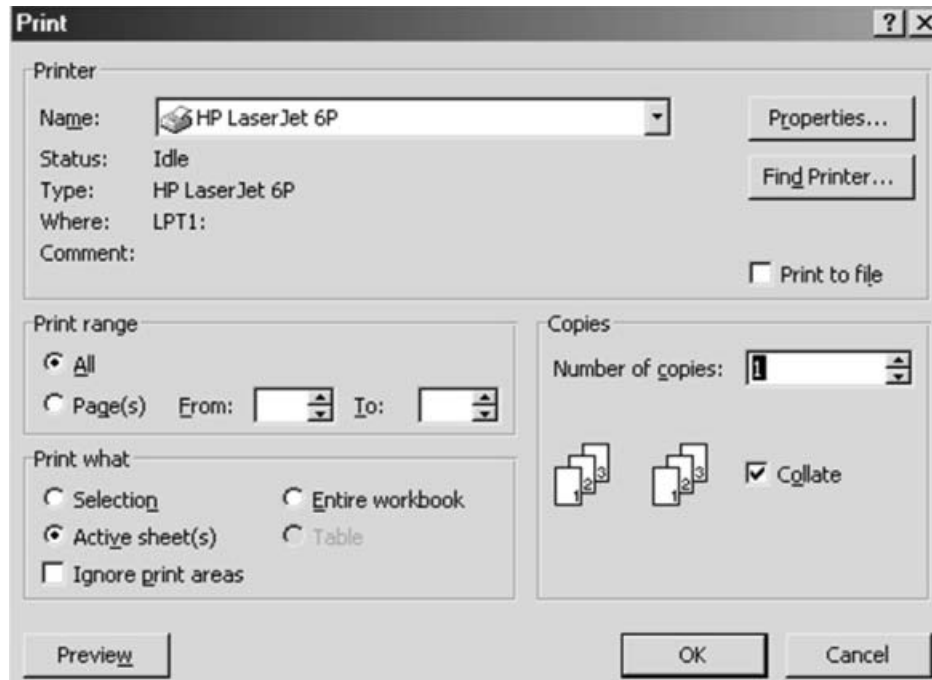 Print
Printer
Name: HP LaserJet 6P Properties...
Status: Idle
Type: HP LaserJet 6P Find Printer...
Where: LPT1:
Comment:
Print to file
Print range
All
Page(s) From: To:
Copies
Number of copies: 1
1 2 3 1 2 3 Collate
Print what
Selection Entire workbook
Active sheet(s) Table
Ignore print areas
Preview OK Cancel